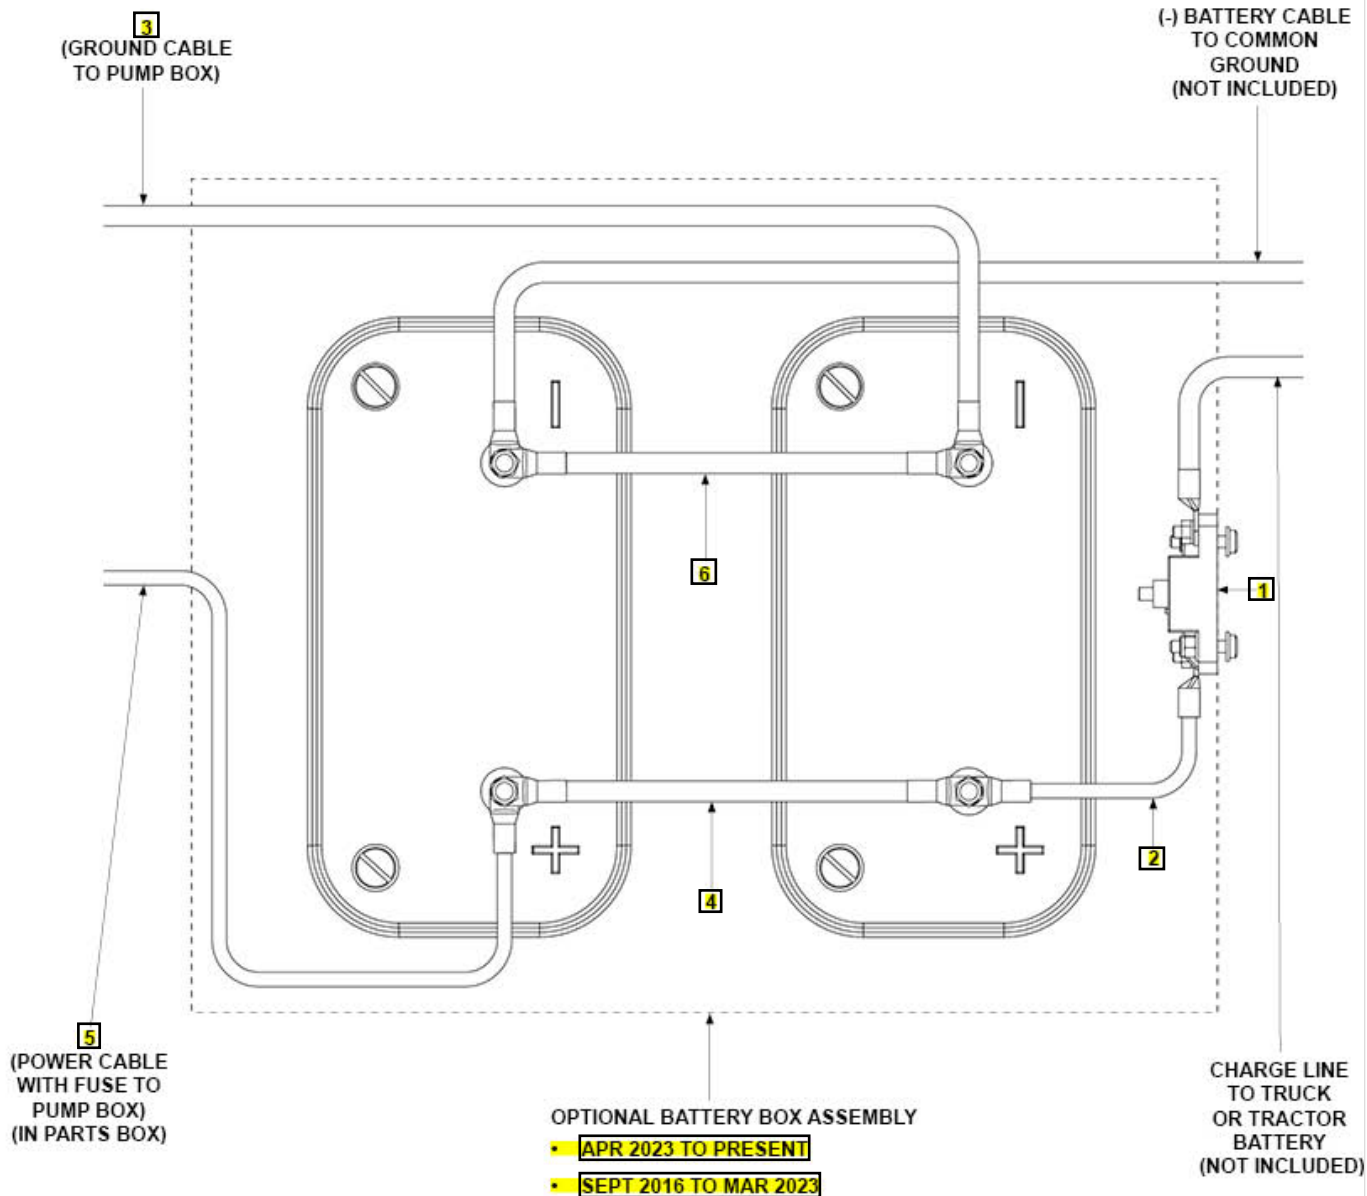 3
(GROUND CABLE
TO PUMP BOX)
(-) BATTERY CABLE
TO COMMON
GROUND
(NOT INCLUDED)
6
1
2
4
5
(POWER CABLE
WITH FUSE TO
PUMP BOX)
(IN PARTS BOX)
CHARGE LINE
TO TRUCK
OR TRACTOR
BATTERY
(NOT INCLUDED)
OPTIONAL BATTERY BOX ASSEMBLY
• APR 2023 TO PRESENT
• SEPT 2016 TO MAR 2023